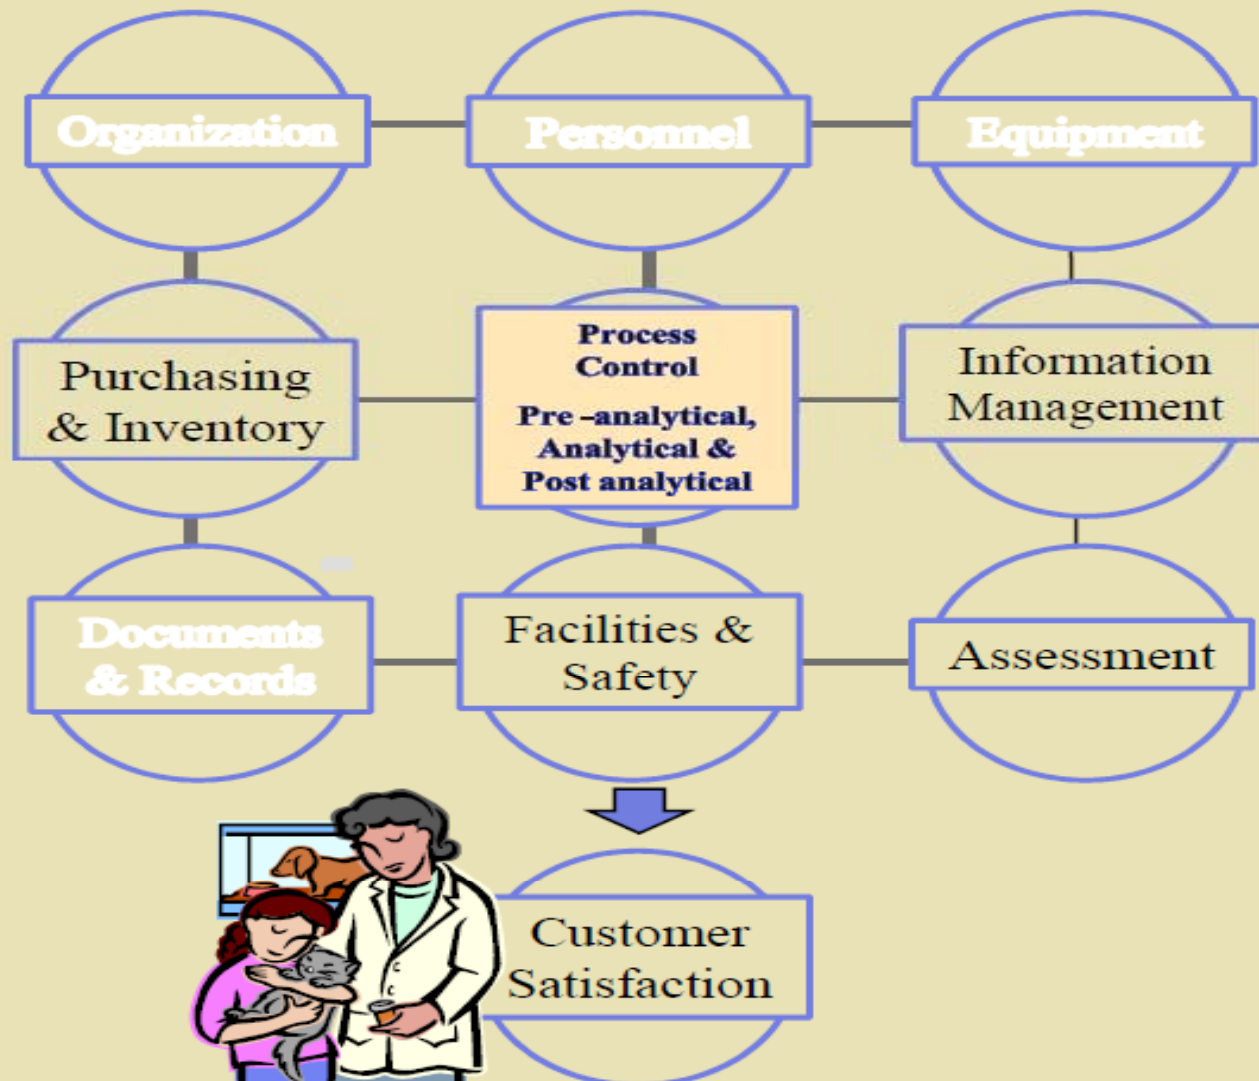 Organization
Personnel
Equipment
Purchasing
& Inventory
Process
Control
Pre –analytical,
Analytical &
Post analytical
Information
Management
Documents
& Records
Facilities &
Safety
Assessment
Customer
Satisfaction